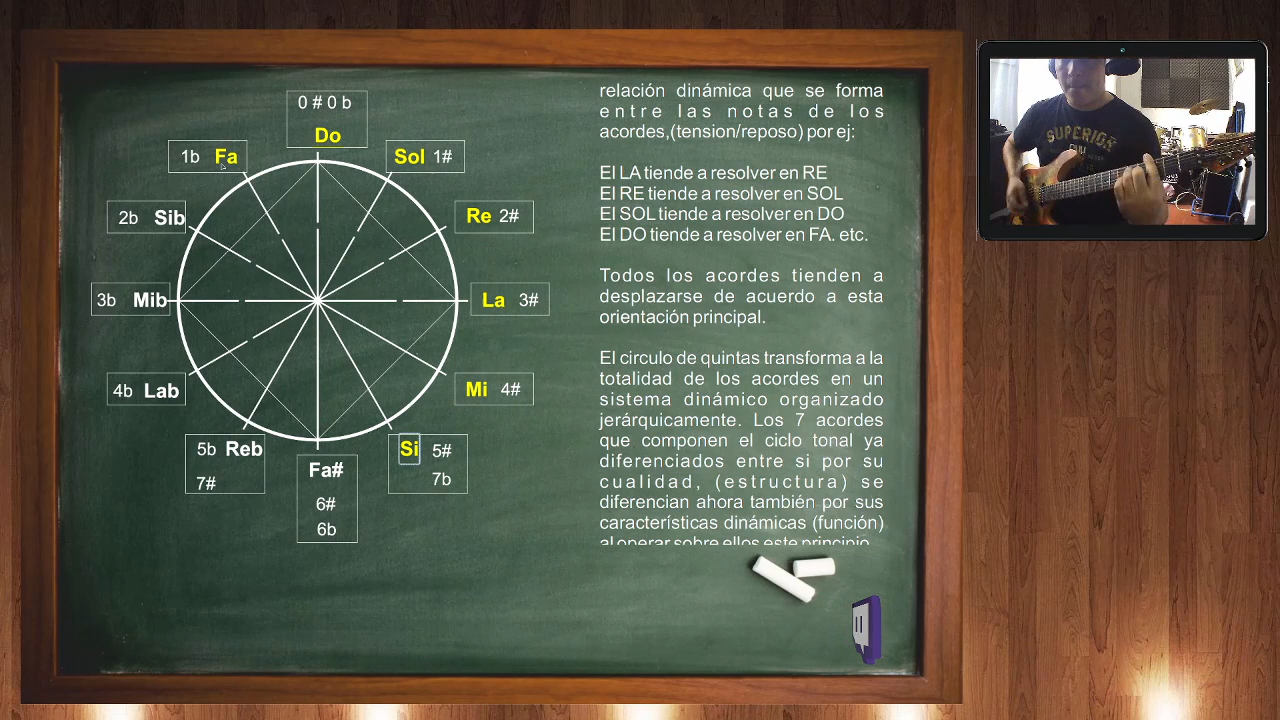 0 # 0 b
Do
1b Fa
Sol 1#
2b Sib
Re 2#
3b Mib
La 3#
4b Lab
Mi 4#
5b Reb
7#
Fa#
6#
6b
Si 5#
7b
relación dinámica que se forma
entre las notas de los
acordes,(tension/reposo) por ej:
El LA tiende a resolver en RE
El RE tiende a resolver en SOL
El SOL tiende a resolver en DO
El DO tiende a resolver en FA. etc.
Todos los acordes tienden a
desplazarse de acuerdo a esta
orientación principal.
El circulo de quintas transforma a la
totalidad de los acordes en un
sistema dinámico organizado
jerárquicamente. Los 7 acordes
que componen el ciclo tonal ya
diferenciados entre si por su
cualidad, (estructura) se
diferencian ahora también por sus
características dinámicas (función)
al operar sobre ellos este principio
SUPERIOR